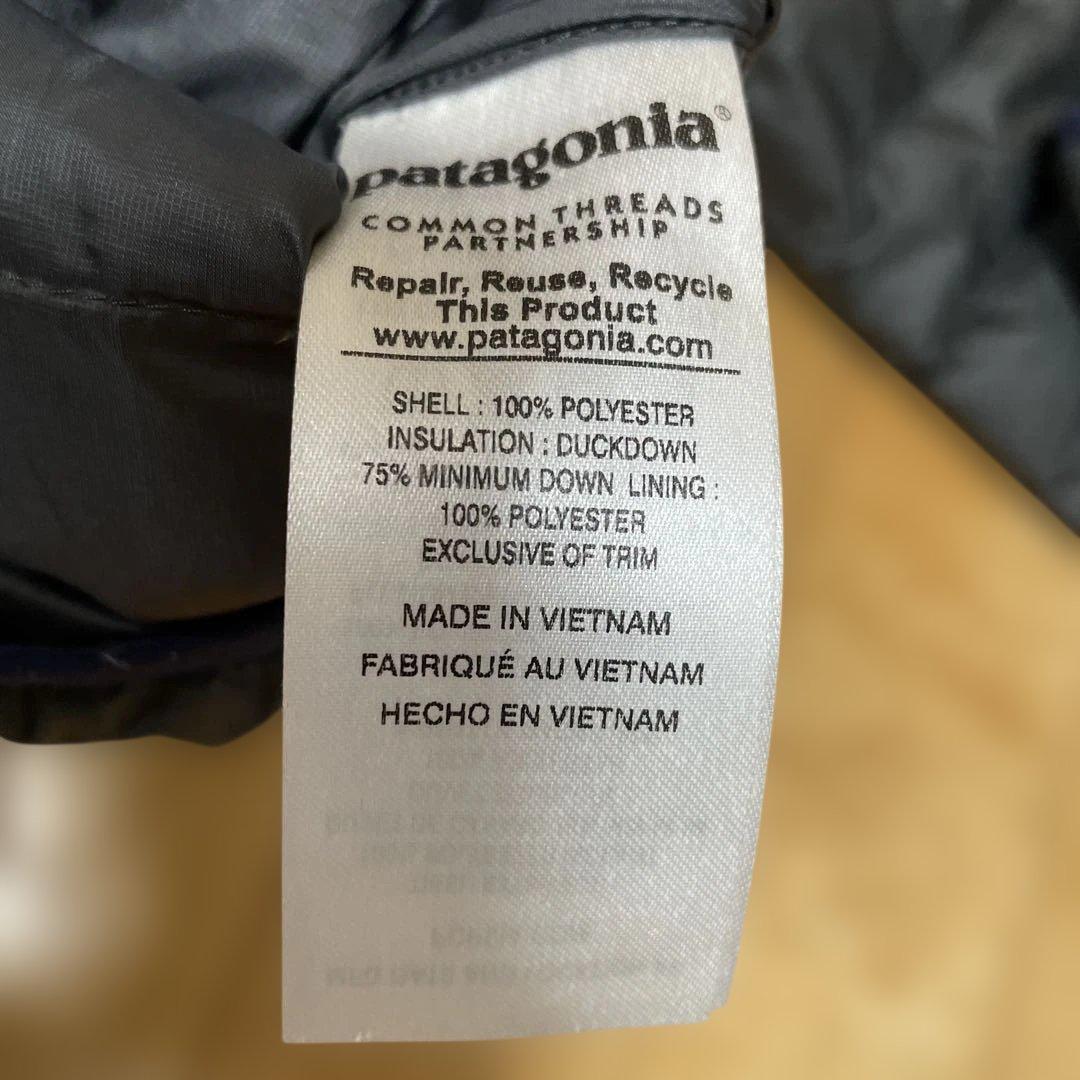 patagonia®
COMMON THREADS
PARTNERSHIP
Repair, Reuse, Recycle
This Product
www.patagonia.com
SHELL : 100% POLYESTER
INSULATION : DUCKDOWN
75% MINIMUM DOWN LINING :
100% POLYESTER
EXCLUSIVE OF TRIM
MADE IN VIETNAM
FABRIQUÉ AU VIETNAM
HECHO EN VIETNAM